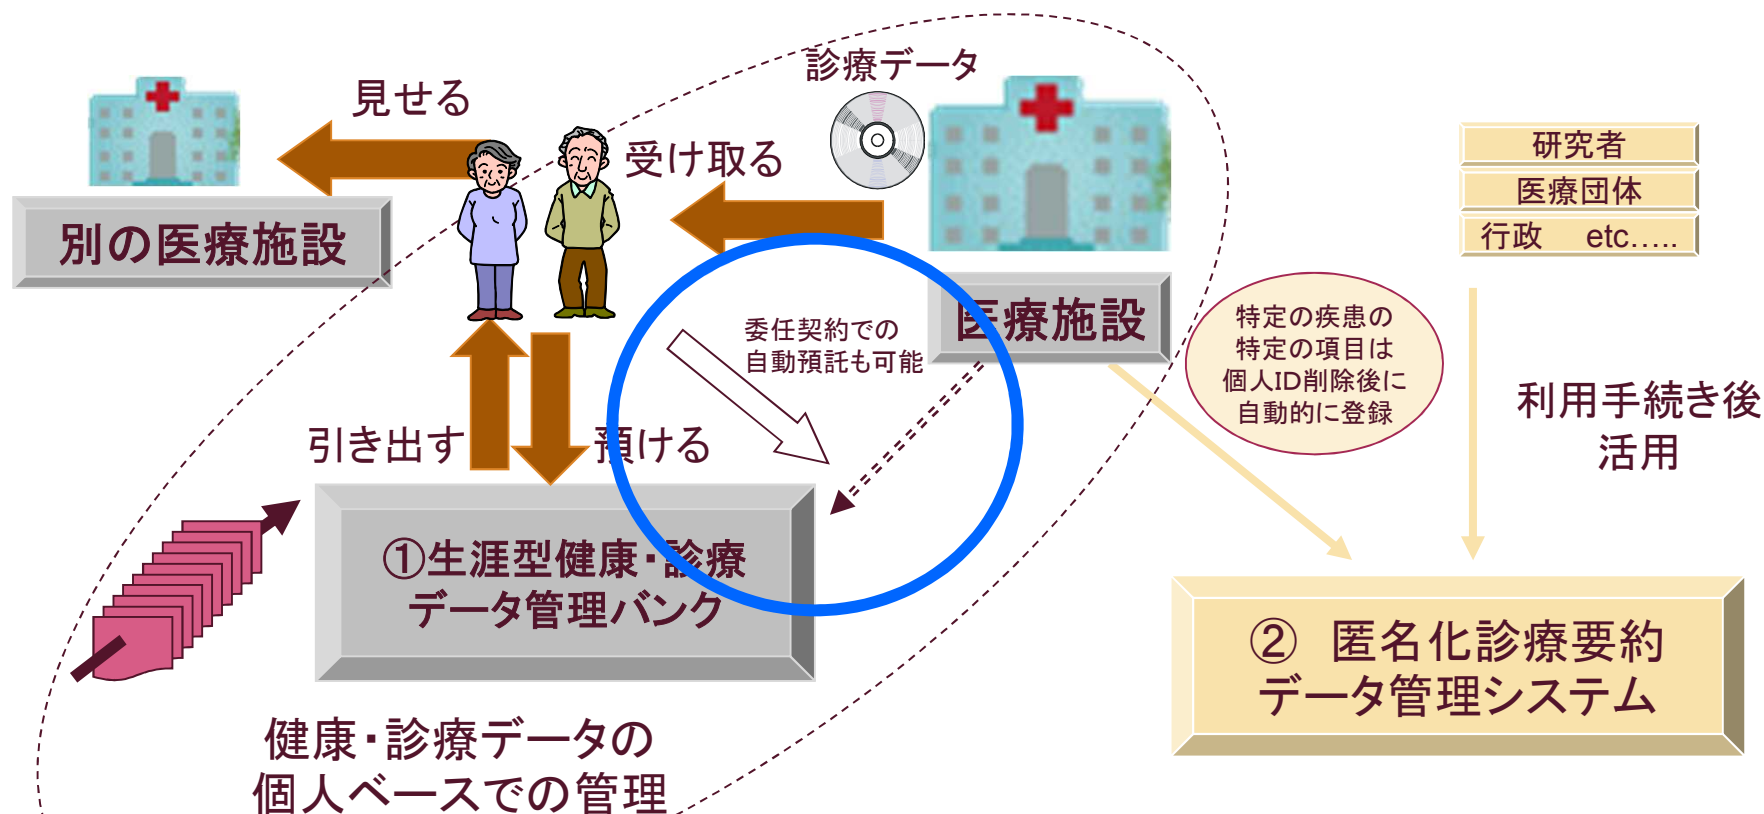 診療データ
見せる
受け取る
別の医療施設
医療施設
研究者
医療団体
行政 etc.....
委任契約での
自動預託も可能
特定の疾患の
特定の項目は
個人ID削除後に
自動的に登録
利用手続き後
活用
引き出す
預ける
①生涯型健康・診療
データ管理バンク
② 匿名化診療要約
データ管理システム
健康・診療データの
個人ベースでの管理